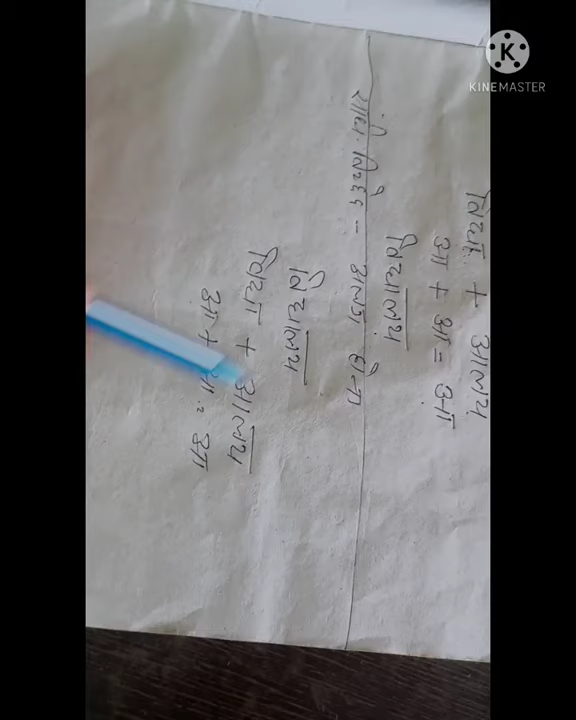 विद्या + आलय
आ + आ = आ
विद्यालय
अलग
विद्यालय
विद्या + आलय
आ + आ = आ
KINEMASTER